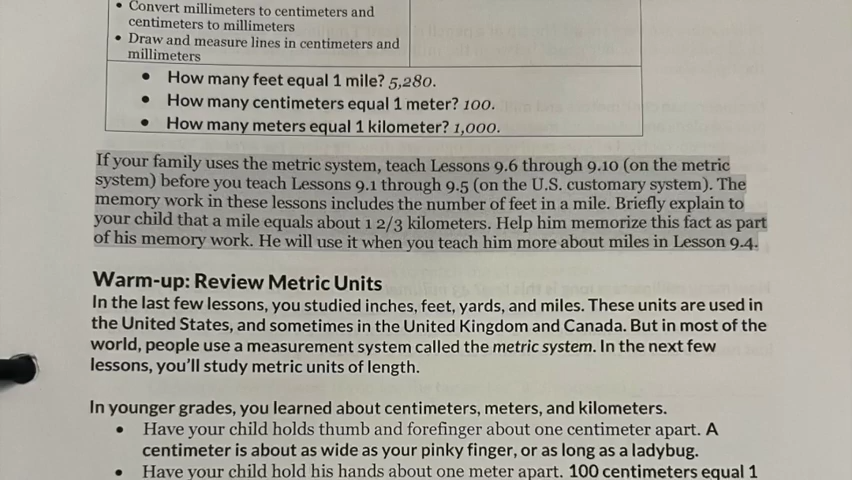 • Convert millimeters to centimeters and
centimeters to millimeters
• Draw and measure lines in centimeters and
millimeters
• How many feet equal 1 mile? 5,280.
• How many centimeters equal 1 meter? 100.
• How many meters equal 1 kilometer? 1,000.
If your family uses the metric system, teach Lessons 9.6 through 9.10 (on the metric
system) before you teach Lessons 9.1 through 9.5 (on the U.S. customary system). The
memory work in these lessons includes the number of feet in a mile. Briefly explain to
your child that a mile equals about 1 2/3 kilometers. Help him memorize this fact as part
of his memory work. He will use it when you teach him more about miles in Lesson 9.4.
Warm-up: Review Metric Units
In the last few lessons, you studied inches, feet, yards, and miles. These units are used in
the United States, and sometimes in the United Kingdom and Canada. But in most of the
world, people use a measurement system called the metric system. In the next few
lessons, you'll study metric units of length.
In younger grades, you learned about centimeters, meters, and kilometers.
• Have your child holds thumb and forefinger about one centimeter apart. A
centimeter is about as wide as your pinky finger, or as long as a ladybug.
• Have your child hold his hands about one meter apart. 100 centimeters equal 1